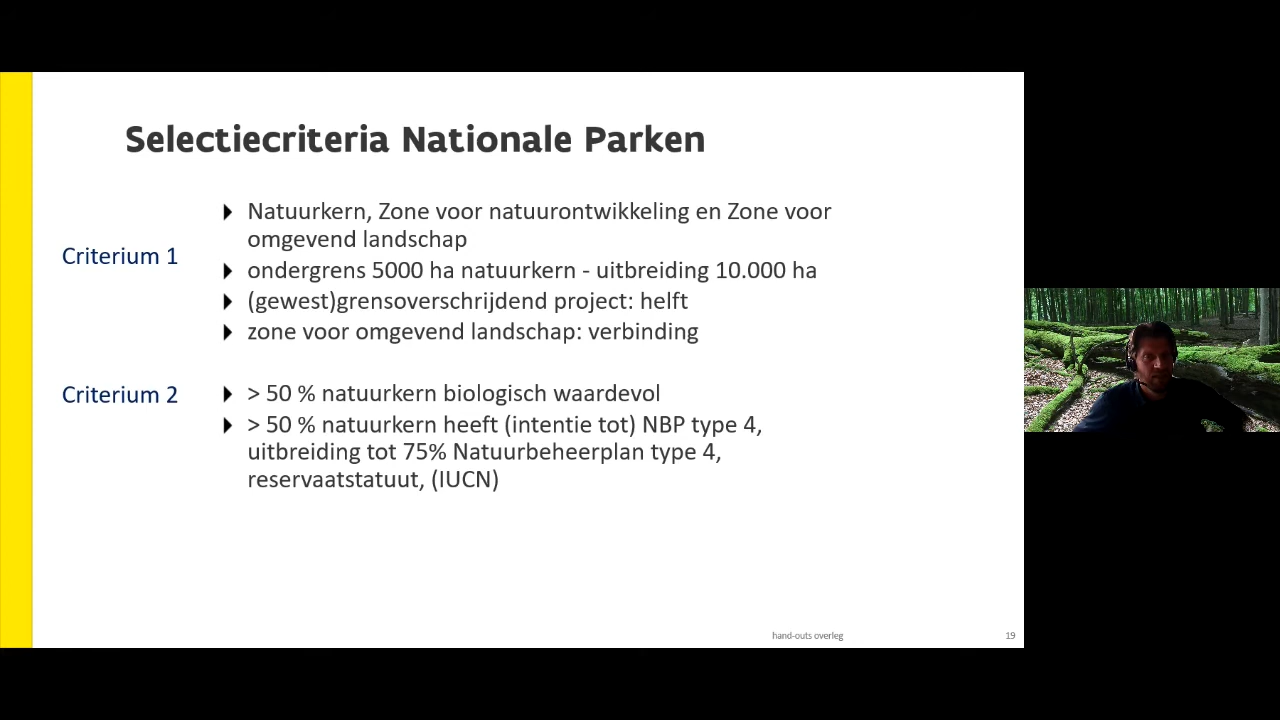 Selectiecriteria Nationale Parken
Criterium 1
Natuurkern, Zone voor natuurontwikkeling en Zone voor
omgevend landschap
ondergrens 5000 ha natuurkern - uitbreiding 10.000 ha
(gewest)grensoverschrijdend project: helft
zone voor omgevend landschap: verbinding
Criterium 2
> 50 % natuurkern biologisch waardevol
> 50 % natuurkern heeft (intentie tot) NBP type 4,
uitbreiding tot 75% Natuurbeheerplan type 4,
reservaatstatuut, (IUCN)
hand-outs overleg
19